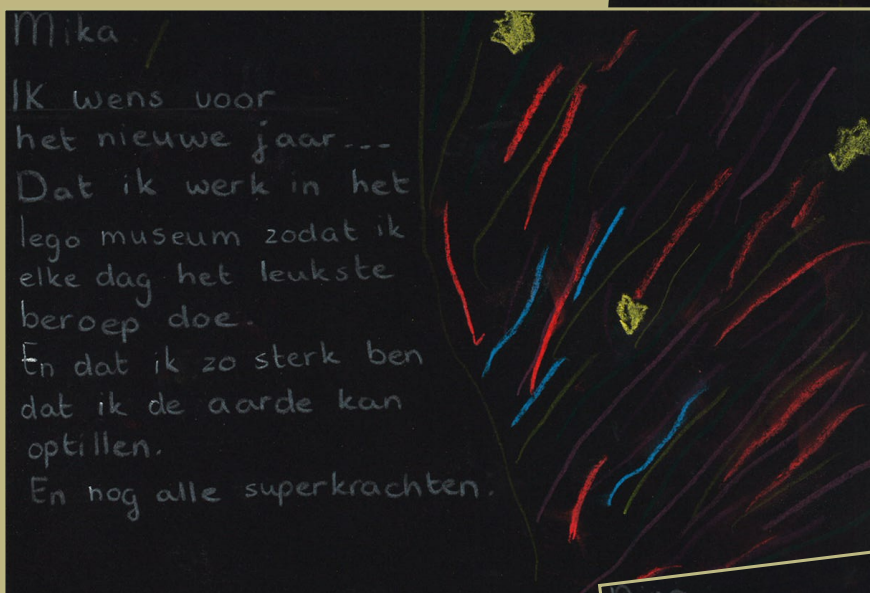 Mika
Ik wens voor
het nieuwe jaar---
Dat ik werk in het
lego museum zodat ik
elke dag het leukste
beroep doe.
En dat ik zo sterk ben
dat ik de aarde kan
optillen.
En nog alle superkrachten.